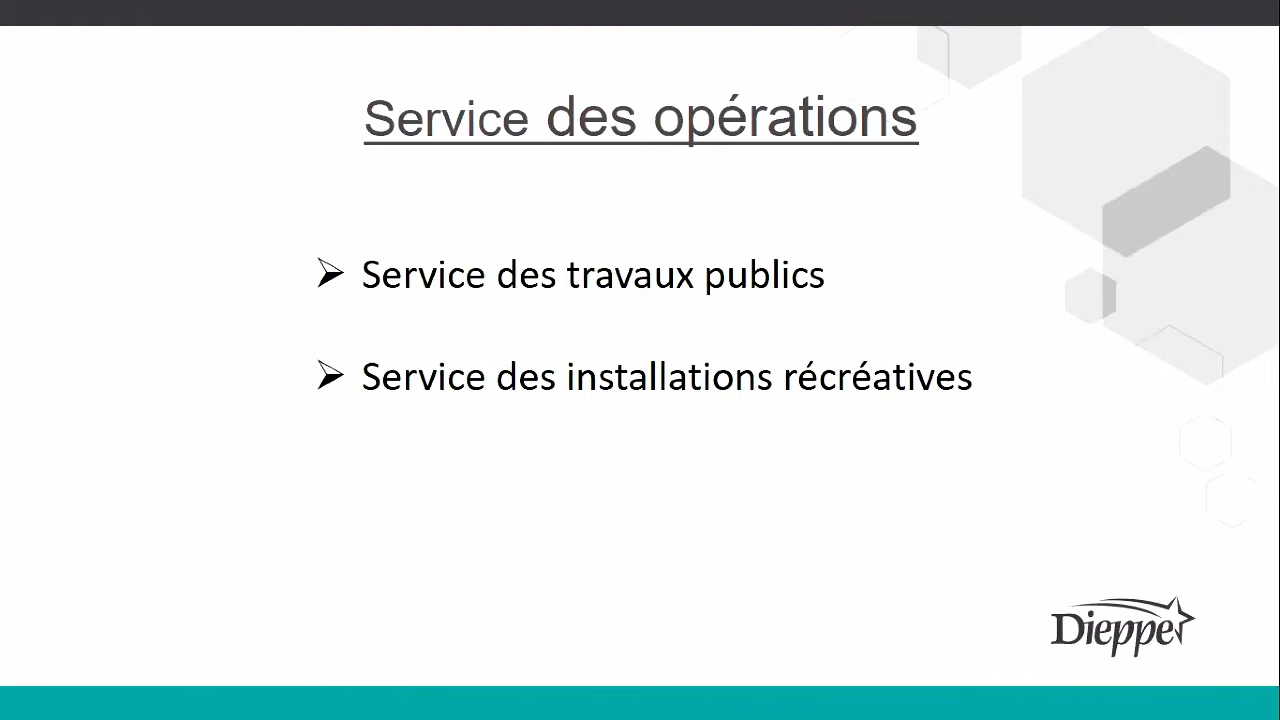 Service des opérations
➢ Service des travaux publics
➢ Service des installations récréatives
Dieppe